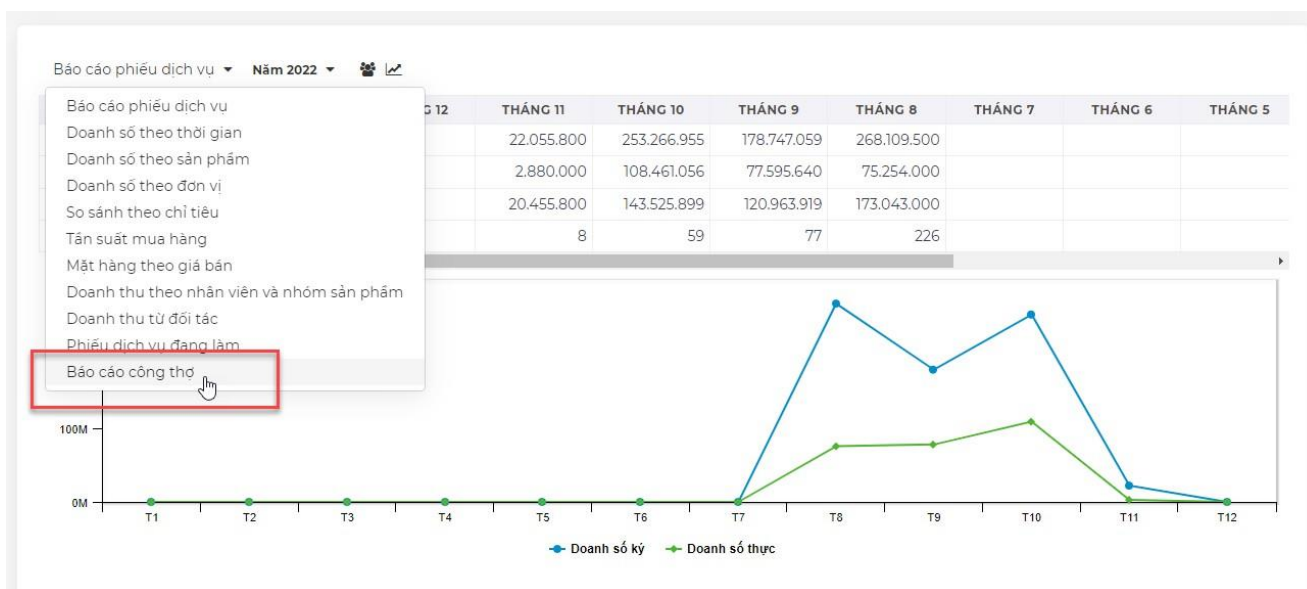 Báo cáo phiếu dịch vụ Năm 2022
Báo cáo phiếu dịch vụ
Doanh số theo thời gian
Doanh số theo sản phẩm
Doanh số theo đơn vị
So sánh theo chỉ tiêu
Tần suất mua hàng
Mặt hàng theo giá bán
Doanh thu theo nhân viên và nhóm sản phẩm
Doanh thu từ đối tác
Phiếu dịch vụ đang làm
Báo cáo công thợ
G 12 THÁNG 11 THÁNG 10 THÁNG 9 THÁNG 8 THÁNG 7 THÁNG 6 THÁNG 5
22.055.800 253.266.955 178.747.059 268.109.500
2.880.000 108.461.056 77.595.640 75.254.000
20.455.800 143.525.899 120.963.919 173.043.000
8 59 77 226
100M
0M
T1 T2 T3 T4 T5 T6 T7 T8 T9 T10 T11 T12
Doanh số ký Doanh số thực